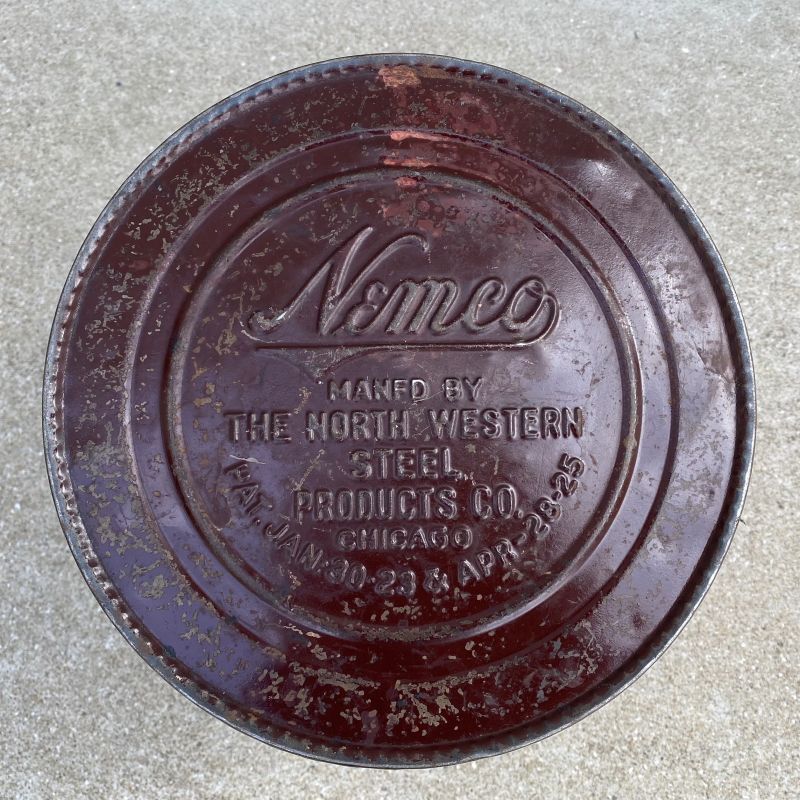 Nemco
MANFD BY
THE NORTH WESTERN
STEEL
PRODUCTS CO.
CHICAGO
PAT. JAN-30-23 & APR-28-25